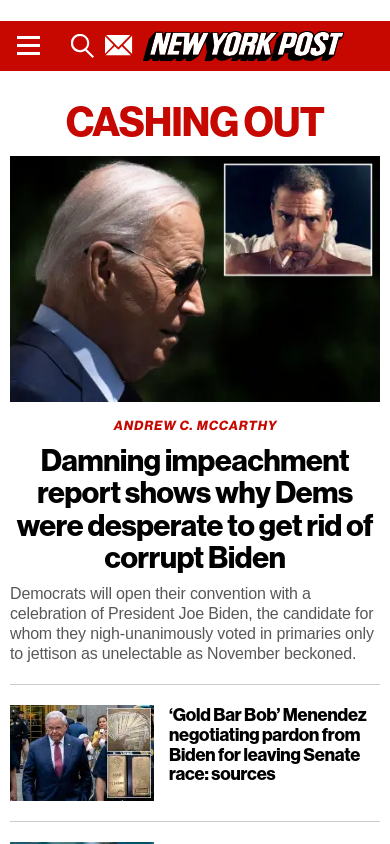 NEW YORK POST
CASHING OUT
ANDREW C. MCCARTHY
Damning impeachment
report shows why Dems
were desperate to get rid of
corrupt Biden
Democrats will open their convention with a
celebration of President Joe Biden, the candidate for
whom they nigh-unanimously voted in primaries only
to jettison as unelectable as November beckoned.
‘Gold Bar Bob’ Menendez
negotiating pardon from
Biden for leaving Senate
race: sources